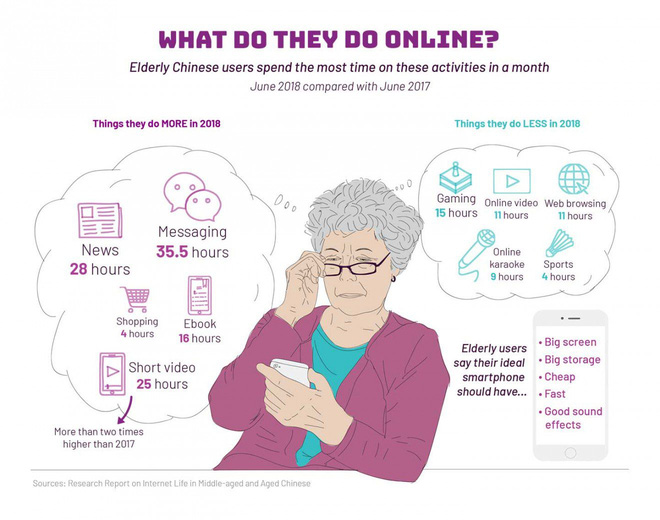 WHAT DO THEY DO ONLINE?
Elderly Chinese users spend the most time on these activities in a month
June 2018 compared with June 2017
Things they do MORE in 2018
News
28 hours
Messaging
35.5 hours
Shopping
4 hours
Ebook
16 hours
Short video
25 hours
More than two times
higher than 2017
Things they do LESS in 2018
Gaming
15 hours
Online video
11 hours
Web browsing
11 hours
Online
karaoke
9 hours
Sports
4 hours
Elderly users
say their ideal
smartphone
should have...
• Big screen
• Big storage
• Cheap
• Fast
• Good sound
effects
Sources: Research Report on Internet Life in Middle-aged and Aged Chinese